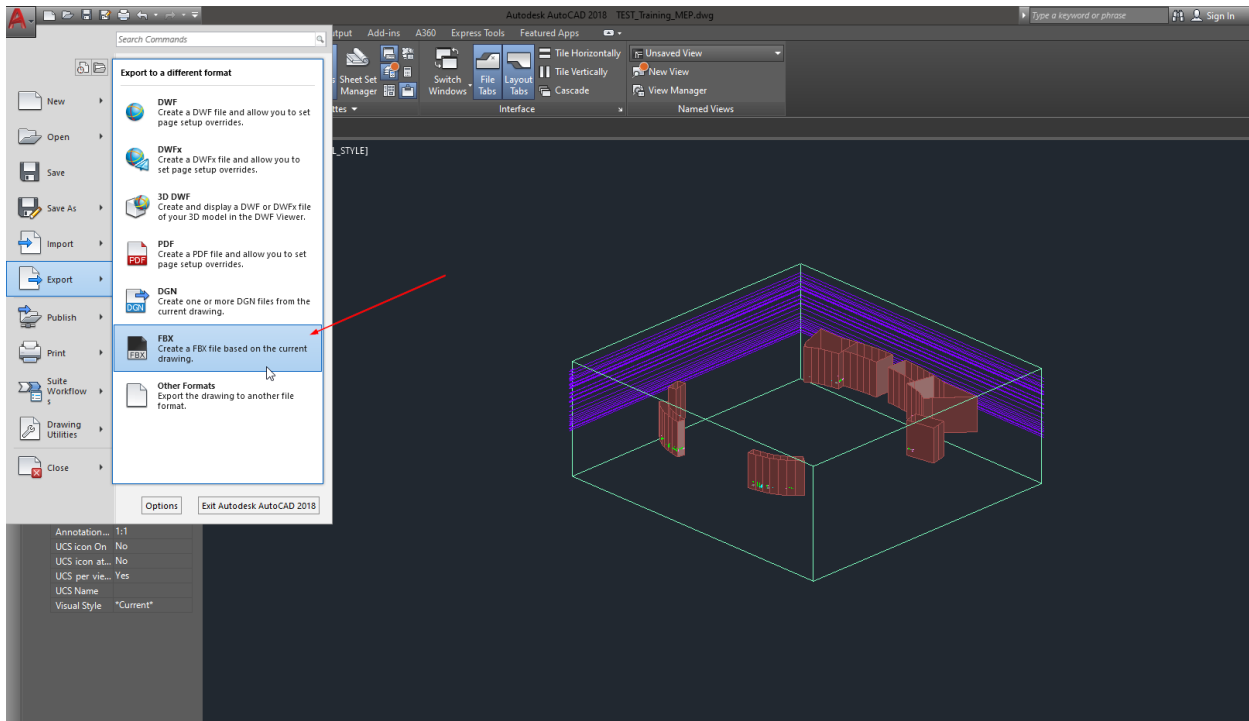 Autodesk AutoCAD 2018 TEST_Training_MEP.dwg
Type a keyword or phrase
Sign In
Search Commands
Add-ins A360 Express Tools Featured Apps
Export to a different format
New
Open
Save
Save As
Import
Export
Publish
Print
Suite
Workflow
s
Drawing
Utilities
Close
DWF
Create a DWF file and allow you to set
page setup overrides.
DWFx
Create a DWFx file and allow you to
set page setup overrides.
3D DWF
Create and display a DWF or DWFx file
of your 3D model in the DWF Viewer.
PDF
PDF
Create a PDF file and allow you to set
page setup overrides.
DGN
DGN
Create one or more DGN files from the
current drawing.
FBX
FBX
Create a FBX file based on the current
drawing.
Other Formats
Export the drawing to another file
format.
Options Exit Autodesk AutoCAD 2018
Sheet Set
Manager
Switch
Windows
File
Tabs
Layout
Tabs
Tile Horizontally
Tile Vertically
Cascade
Interface
Unsaved View
New View
View Manager
Named Views
L_STYLE]
Annotation... 1:1
UCS icon On No
UCS icon at... No
UCS per vie... Yes
UCS Name
Visual Style *Current*